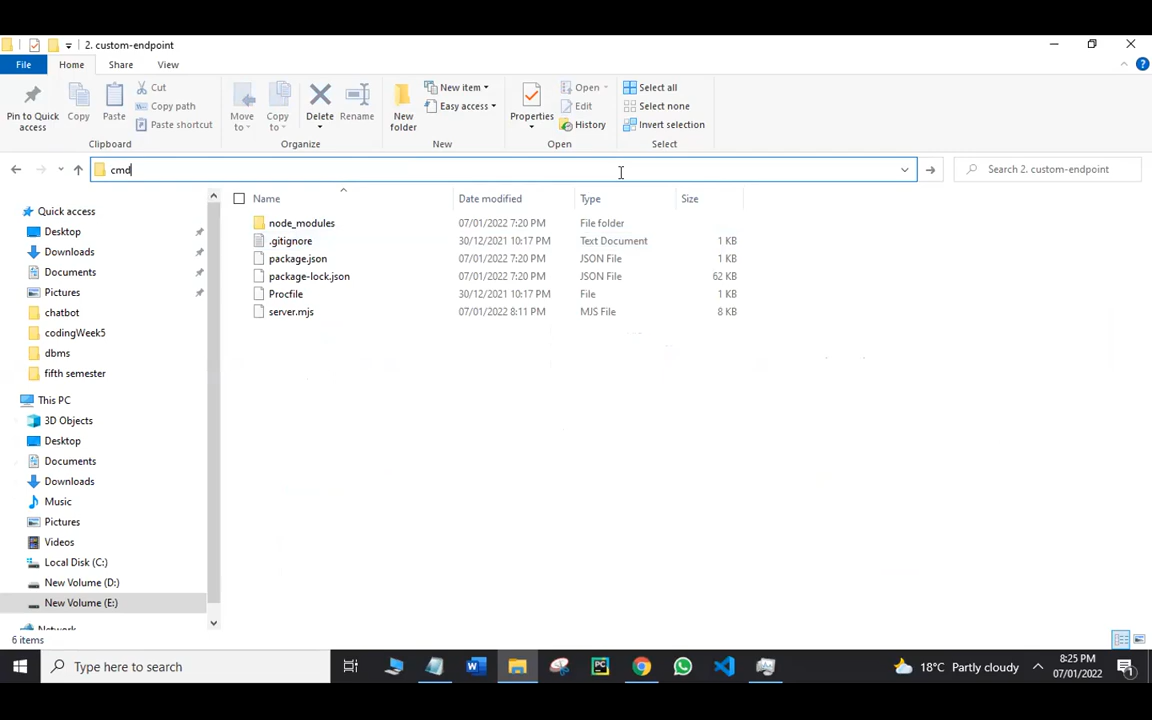 2. custom-endpoint
File Home Share View
Pin to Quick access
Copy
Paste
Cut
Copy path
Paste shortcut
Clipboard
Move to
Copy to
Delete
Rename
Organize
New folder
New item
Easy access
New
Properties
Open
Edit
History
Open
Select all
Select none
Invert selection
Select
cmd
Search 2. custom-endpoint
Name Date modified Type Size
node_modules 07/01/2022 7:20 PM File folder
.gitignore 30/12/2021 10:17 PM Text Document 1 KB
package.json 07/01/2022 7:20 PM JSON File 1 KB
package-lock.json 07/01/2022 7:20 PM JSON File 62 KB
Procfile 30/12/2021 10:17 PM File 1 KB
server.mjs 07/01/2022 8:11 PM MJS File 8 KB
Quick access
Desktop
Downloads
Documents
Pictures
chatbot
codingWeek5
dbms
fifth semester
This PC
3D Objects
Desktop
Documents
Downloads
Music
Pictures
Videos
Local Disk (C:)
New Volume (D:)
New Volume (E:)
Network
6 items
Type here to search
W
PC
18°C Partly cloudy
8:25 PM
07/01/2022
1